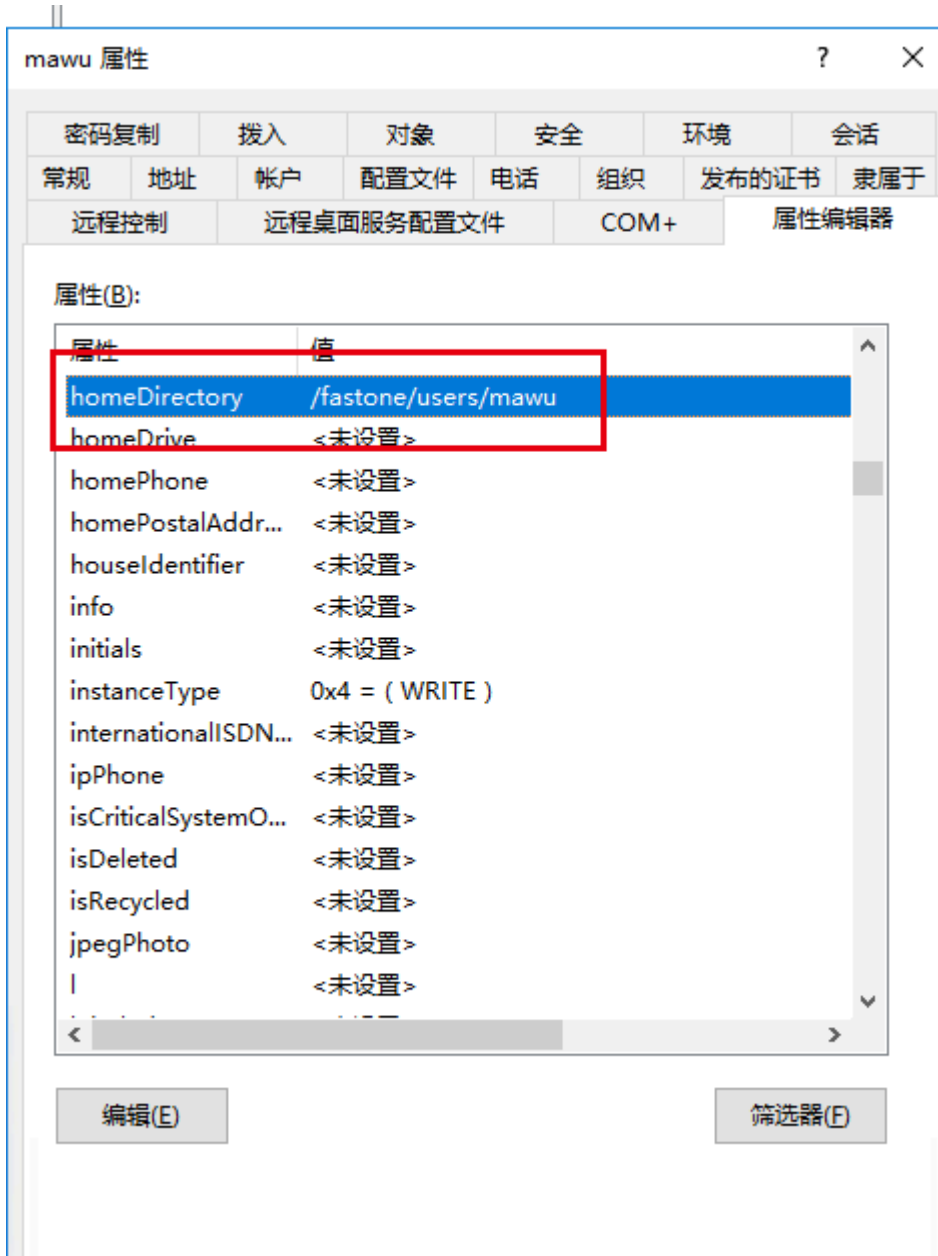 mawu 属性 ?
密码复制 拨入 对象 安全 环境 会话
常规 地址 帐户 配置文件 电话 组织 发布的证书 隶属于
远程控制 远程桌面服务配置文件 COM+ 属性编辑器
属性(B):
属性 值
homeDirectory /fastone/users/mawu
homeDrive <未设置>
homePhone <未设置>
homePostalAddr... <未设置>
houseIdentifier <未设置>
info <未设置>
initials <未设置>
instanceType 0x4 = ( WRITE )
internationalISDN... <未设置>
ipPhone <未设置>
isCriticalSystemO... <未设置>
isDeleted <未设置>
isRecycled <未设置>
jpegPhoto <未设置>
l <未设置>
编辑(E) 筛选器(F)